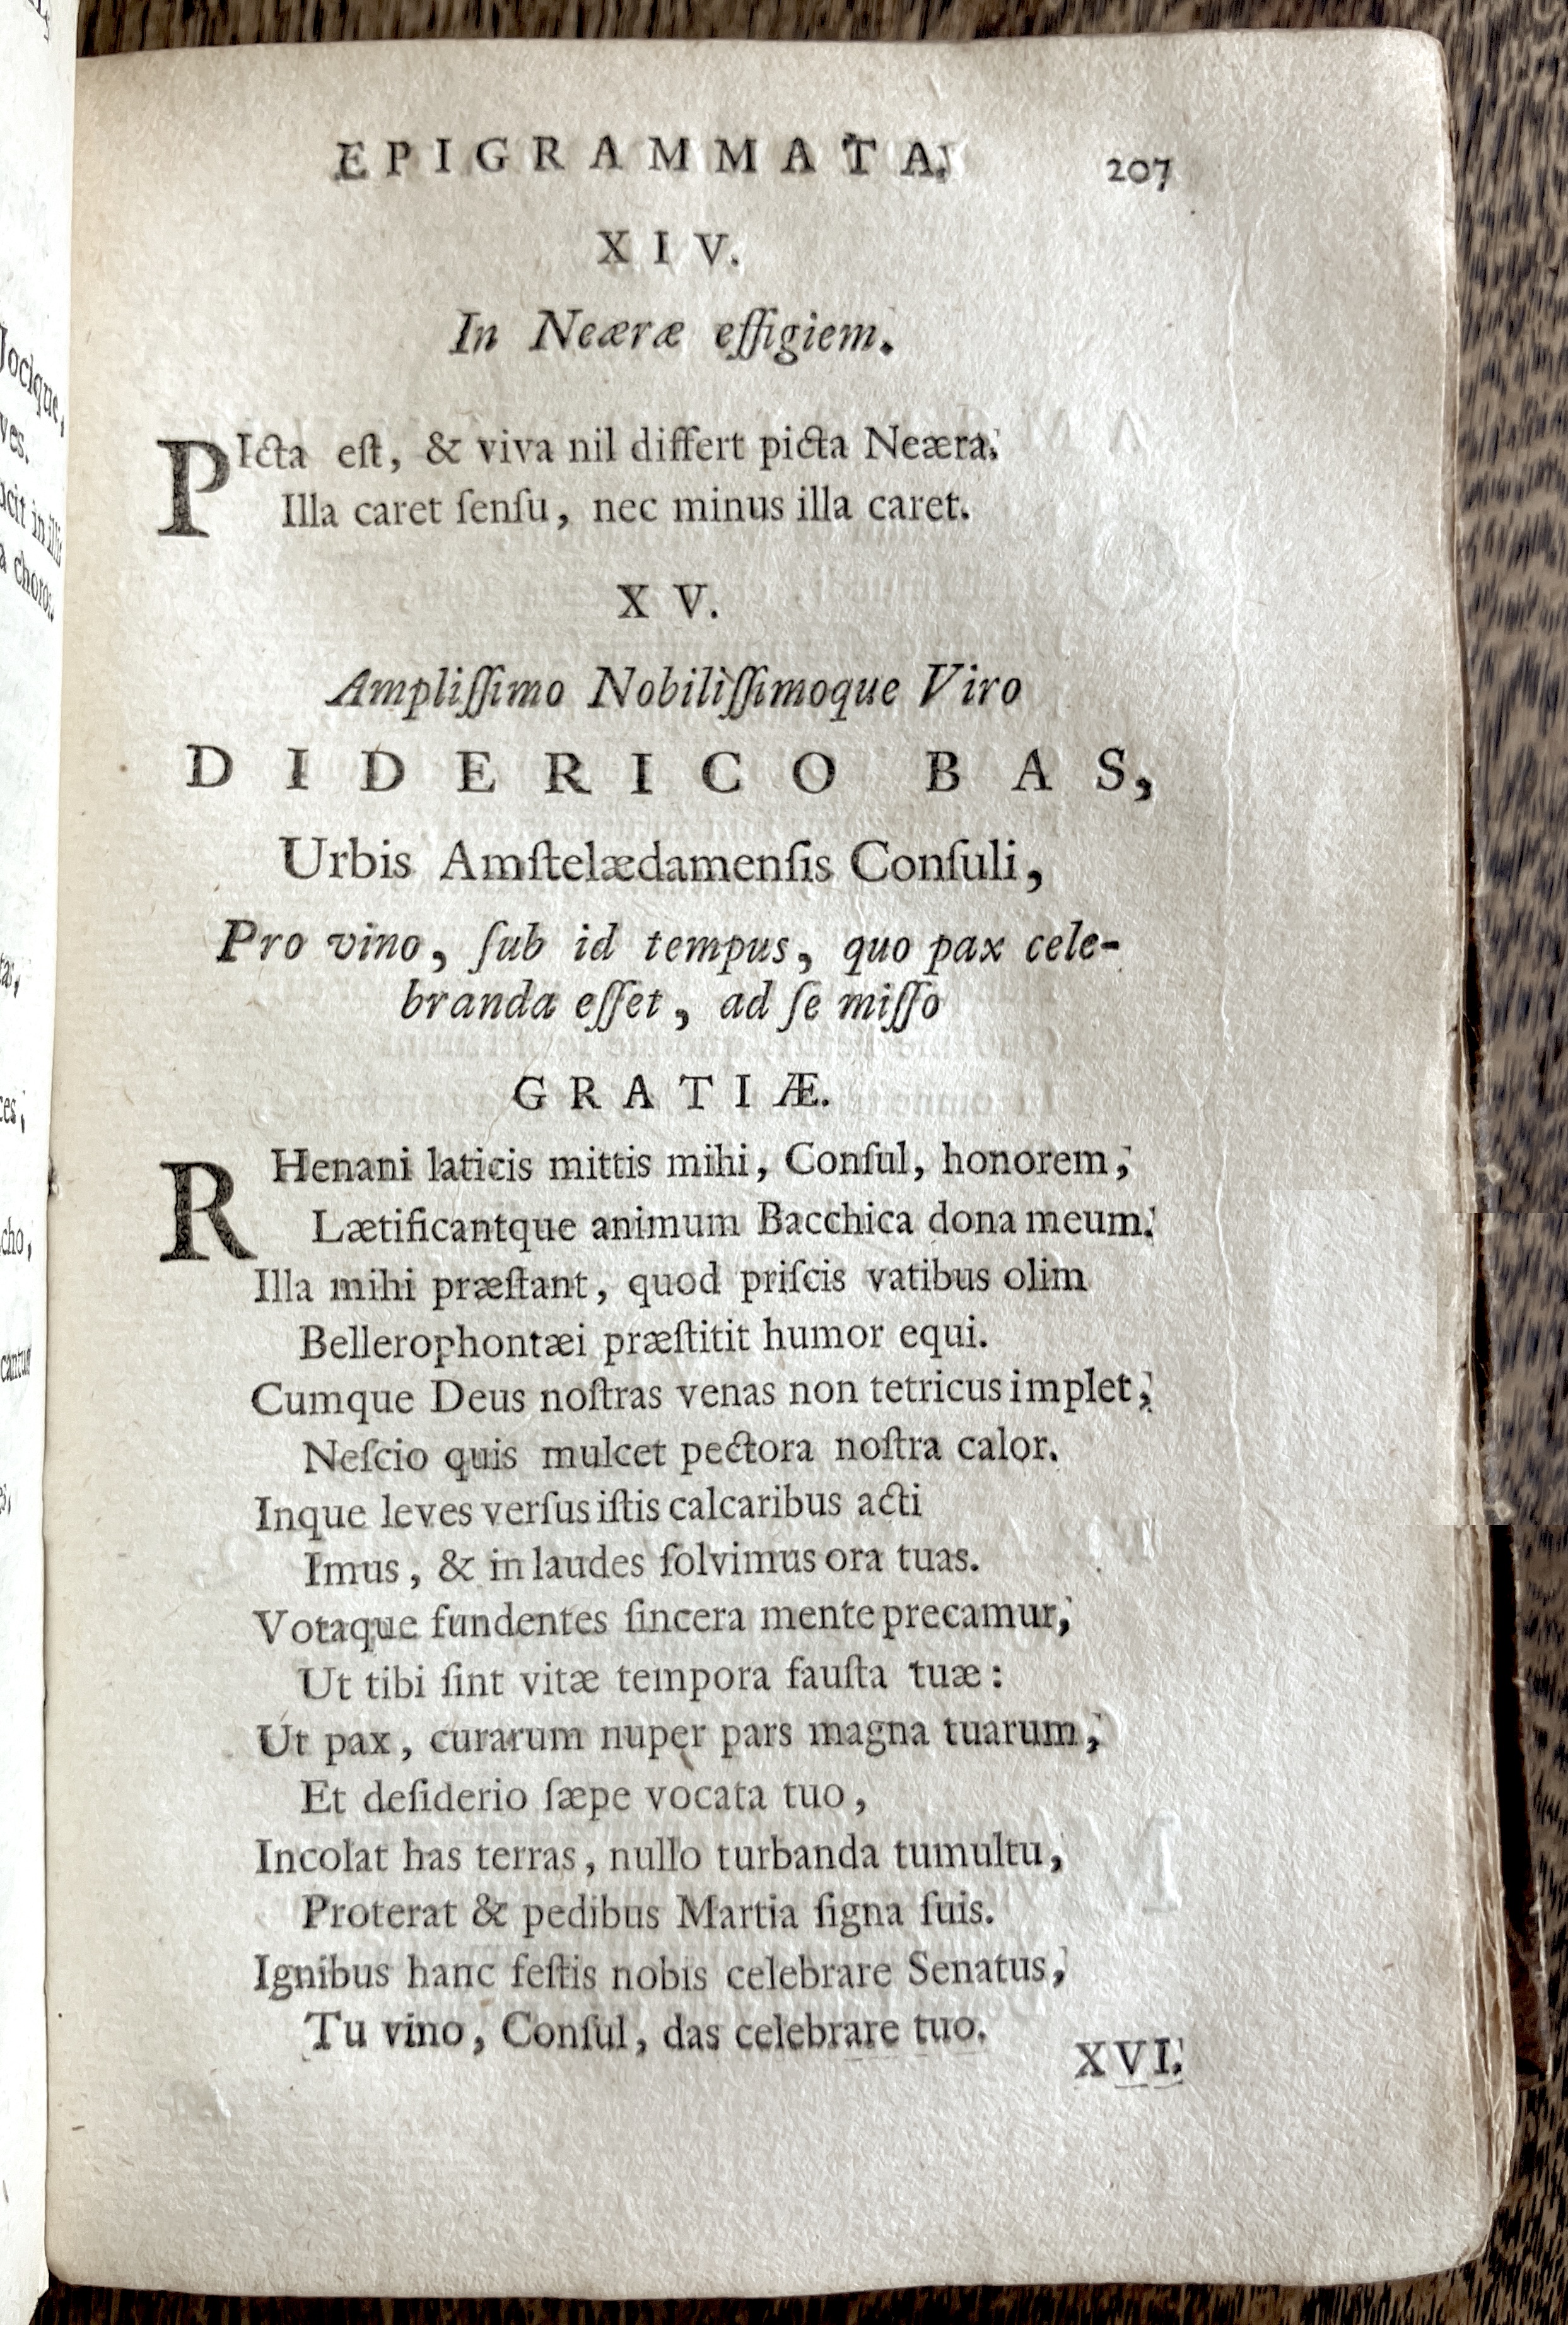 EPIGRAMMATA. 207
XIV.
In Neæræ effigiem.
PIcta eſt, & viva nil differt picta Neæra.
Illa caret ſenſu, nec minus illa caret.
XV.
Ampliſſimo Nobiliſſimoque Viro
DIDERICO BAS,
Urbis Amſtelædamenſis Conſuli,
Pro vino, ſub id tempus, quo pax cele-
branda eſſet, ad ſe miſſo
GRATIÆ.
RHenani laticis mittis mihi, Conſul, honorem,
Lætificantque animum Bacchica dona meum.
Illa mihi præſtant, quod priſcis vatibus olim
Bellerophontæi præſtitit humor equi.
Cumque Deus noſtras venas non tetricus implet,
Neſcio quis mulcet pectora noſtra calor.
Inque leves verſus iſtis calcaribus acti
Imus, & in laudes ſolvimus ora tuas.
Votaque fundentes ſincera mente precamur,
Ut tibi ſint vitæ tempora fauſta tuæ:
Ut pax, curarum nuper pars magna tuarum,
Et deſiderio ſæpe vocata tuo,
Incolat has terras, nullo turbanda tumultu,
Proterat & pedibus Martia ſigna ſuis.
Ignibus hanc feſtis nobis celebrare Senatus,
Tu vino, Conſul, das celebrare tuo.
XVI.